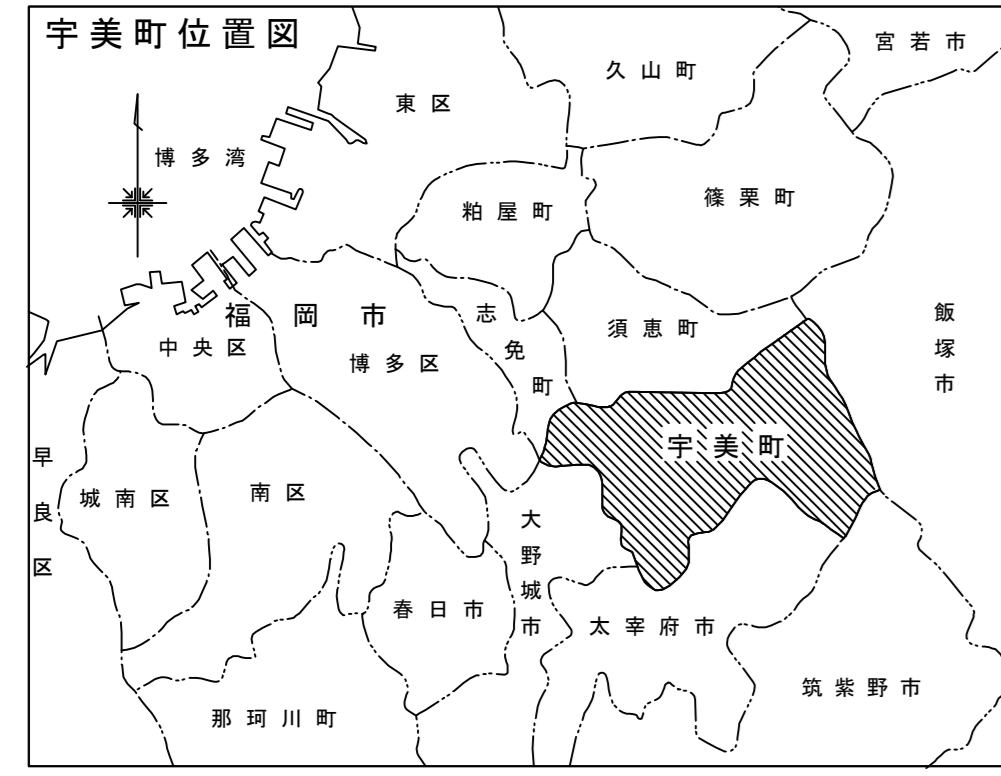 宇美町位置図
宮若市
久山町
東区
博多湾
篠栗町
粕屋町
福岡市
志免町
須恵町
飯塚市
中央区
博多区
宇美町
早良区
城南区
南区
大野城市
春日市
太宰府市
筑紫野市
那珂川町